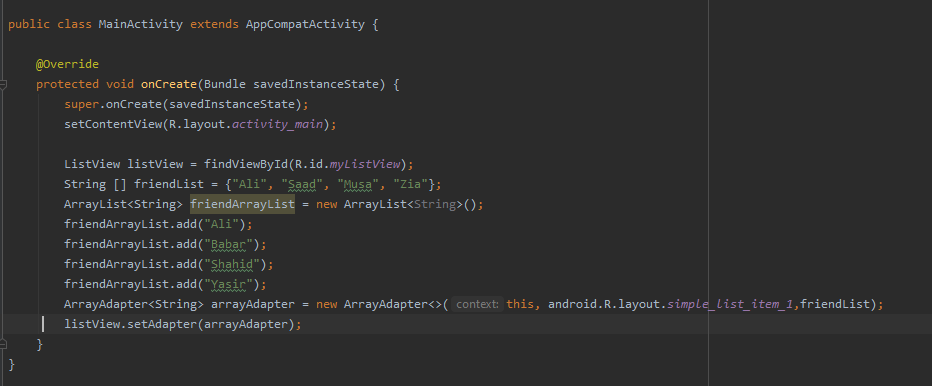 public class MainActivity extends AppCompatActivity {
@Override
protected void onCreate(Bundle savedInstanceState) {
super.onCreate(savedInstanceState);
setContentView(R.layout.activity_main);
ListView listView = findViewById(R.id.myListView);
String [] friendList = {"Ali", "Saad", "Musa", "Zia"};
ArrayList<String> friendArrayList = new ArrayList<String>();
friendArrayList.add("Ali");
friendArrayList.add("Babar");
friendArrayList.add("Shahid");
friendArrayList.add("Yasir");
ArrayAdapter<String> arrayAdapter = new ArrayAdapter<>( context: this, android.R.layout.simple_list_item_1,friendList);
listView.setAdapter(arrayAdapter);
}
}